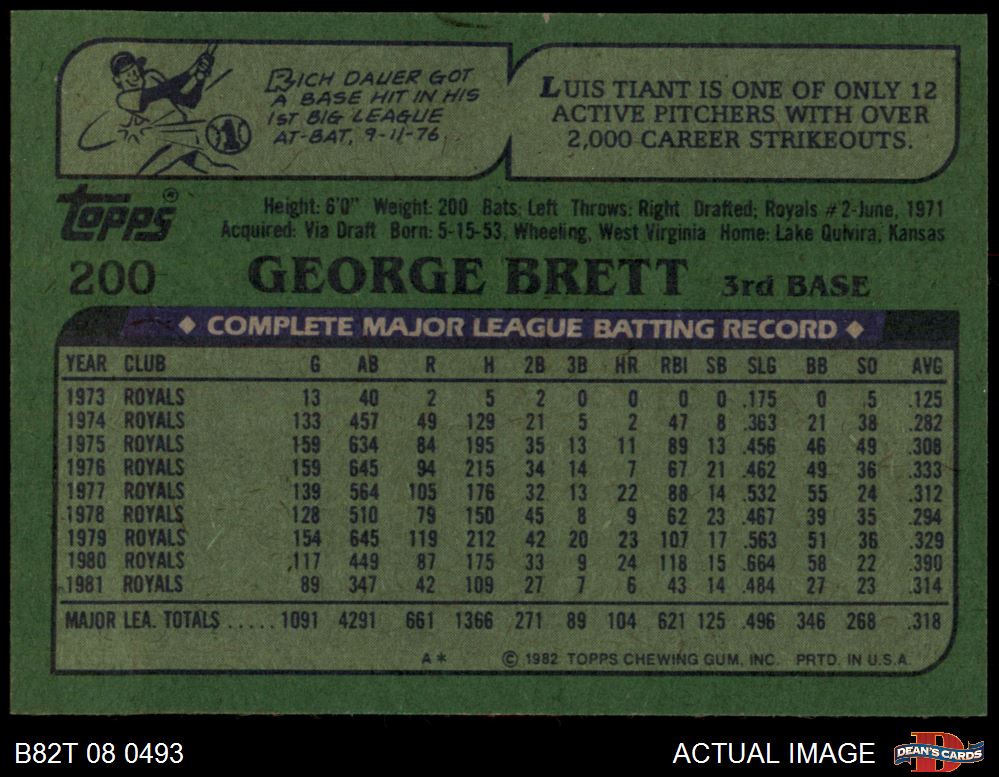 RICH DAUER GOT
A BASE HIT IN HIS
1ST BIG LEAGUE
AT-BAT, 9-11-76.
1
LUIS TIANT IS ONE OF ONLY 12
ACTIVE PITCHERS WITH OVER
2,000 CAREER STRIKEOUTS.
topps®
Height: 6'0" Weight: 200 Bats: Left Throws: Right Drafted: Royals #2-June, 1971
Acquired: Via Draft Born: 5-15-53, Wheeling, West Virginia Home: Lake Quivira, Kansas
200 GEORGE BRETT 3rd BASE
◆ COMPLETE MAJOR LEAGUE BATTING RECORD ◆
YEAR CLUB G AB R H 2B 3B HR RBI SB SLG BB SO AVG
1973 ROYALS 13 40 2 5 2 0 0 0 0 .175 0 5 .125
1974 ROYALS 133 457 49 129 21 5 2 47 8 .363 21 38 .282
1975 ROYALS 159 634 84 195 35 13 11 89 13 .456 46 49 .308
1976 ROYALS 159 645 94 215 34 14 7 67 21 .462 49 36 .333
1977 ROYALS 139 564 105 176 32 13 22 88 14 .532 55 24 .312
1978 ROYALS 128 510 79 150 45 8 9 62 23 .467 39 35 .294
1979 ROYALS 154 645 119 212 42 20 23 107 17 .563 51 36 .329
1980 ROYALS 117 449 87 175 33 9 24 118 15 .664 58 22 .390
1981 ROYALS 89 347 42 109 27 7 6 43 14 .484 27 23 .314
MAJOR LEA. TOTALS ..... 1091 4291 661 1366 271 89 104 621 125 .496 346 268 .318
A* © 1982 TOPPS CHEWING GUM, INC. PRTD. IN U.S.A.
B82T 08 0493
ACTUAL IMAGE
D
DEAN'S CARDS